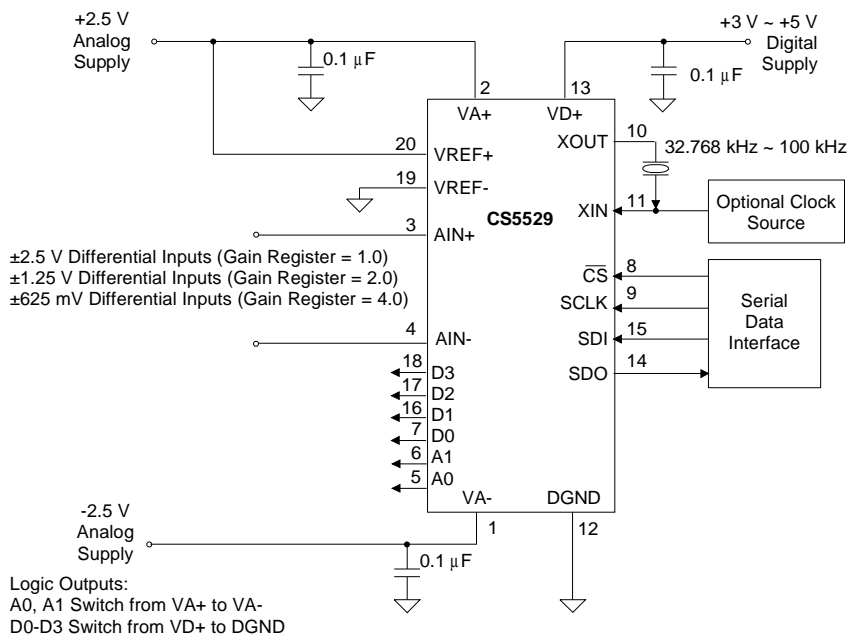 +2.5 V
Analog
Supply
0.1 µF
2
VA+
13
VD+
+3 V ~ +5 V
Digital
Supply
0.1 µF
20
VREF+
19
VREF-
3
AIN+
±2.5 V Differential Inputs (Gain Register = 1.0)
±1.25 V Differential Inputs (Gain Register = 2.0)
±625 mV Differential Inputs (Gain Register = 4.0)
4
AIN-
18
D3
17
D2
16
D1
7
D0
6
A1
5
A0
CS5529
XOUT
10
32.768 kHz ~ 100 kHz
XIN
11
Optional Clock
Source
CS
8
SCLK
9
SDI
15
SDO
14
Serial
Data
Interface
VA-
1
DGND
12
-2.5 V
Analog
Supply
0.1 µF
Logic Outputs:
A0, A1 Switch from VA+ to VA-
D0-D3 Switch from VD+ to DGND